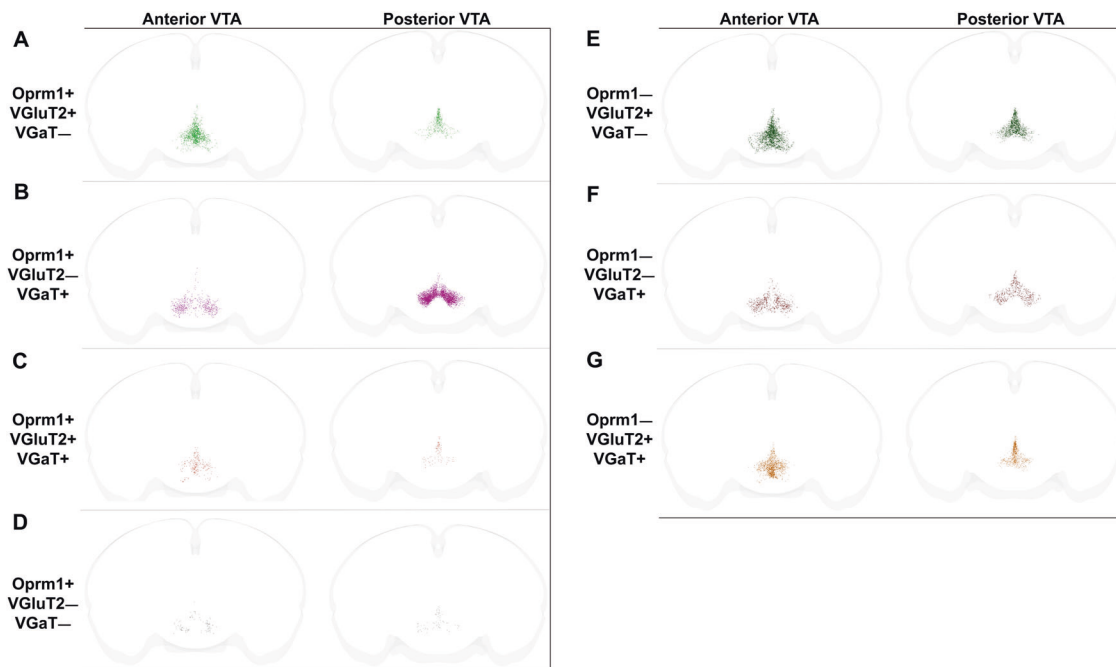 Anterior VTA Posterior VTA
A
Oprm1+
VGluT2+
VGaT—
B
Oprm1+
VGluT2—
VGaT+
C
Oprm1+
VGluT2+
VGaT+
D
Oprm1+
VGluT2—
VGaT—
Anterior VTA Posterior VTA
E
Oprm1—
VGluT2+
VGaT—
F
Oprm1—
VGluT2—
VGaT+
G
Oprm1—
VGluT2+
VGaT+